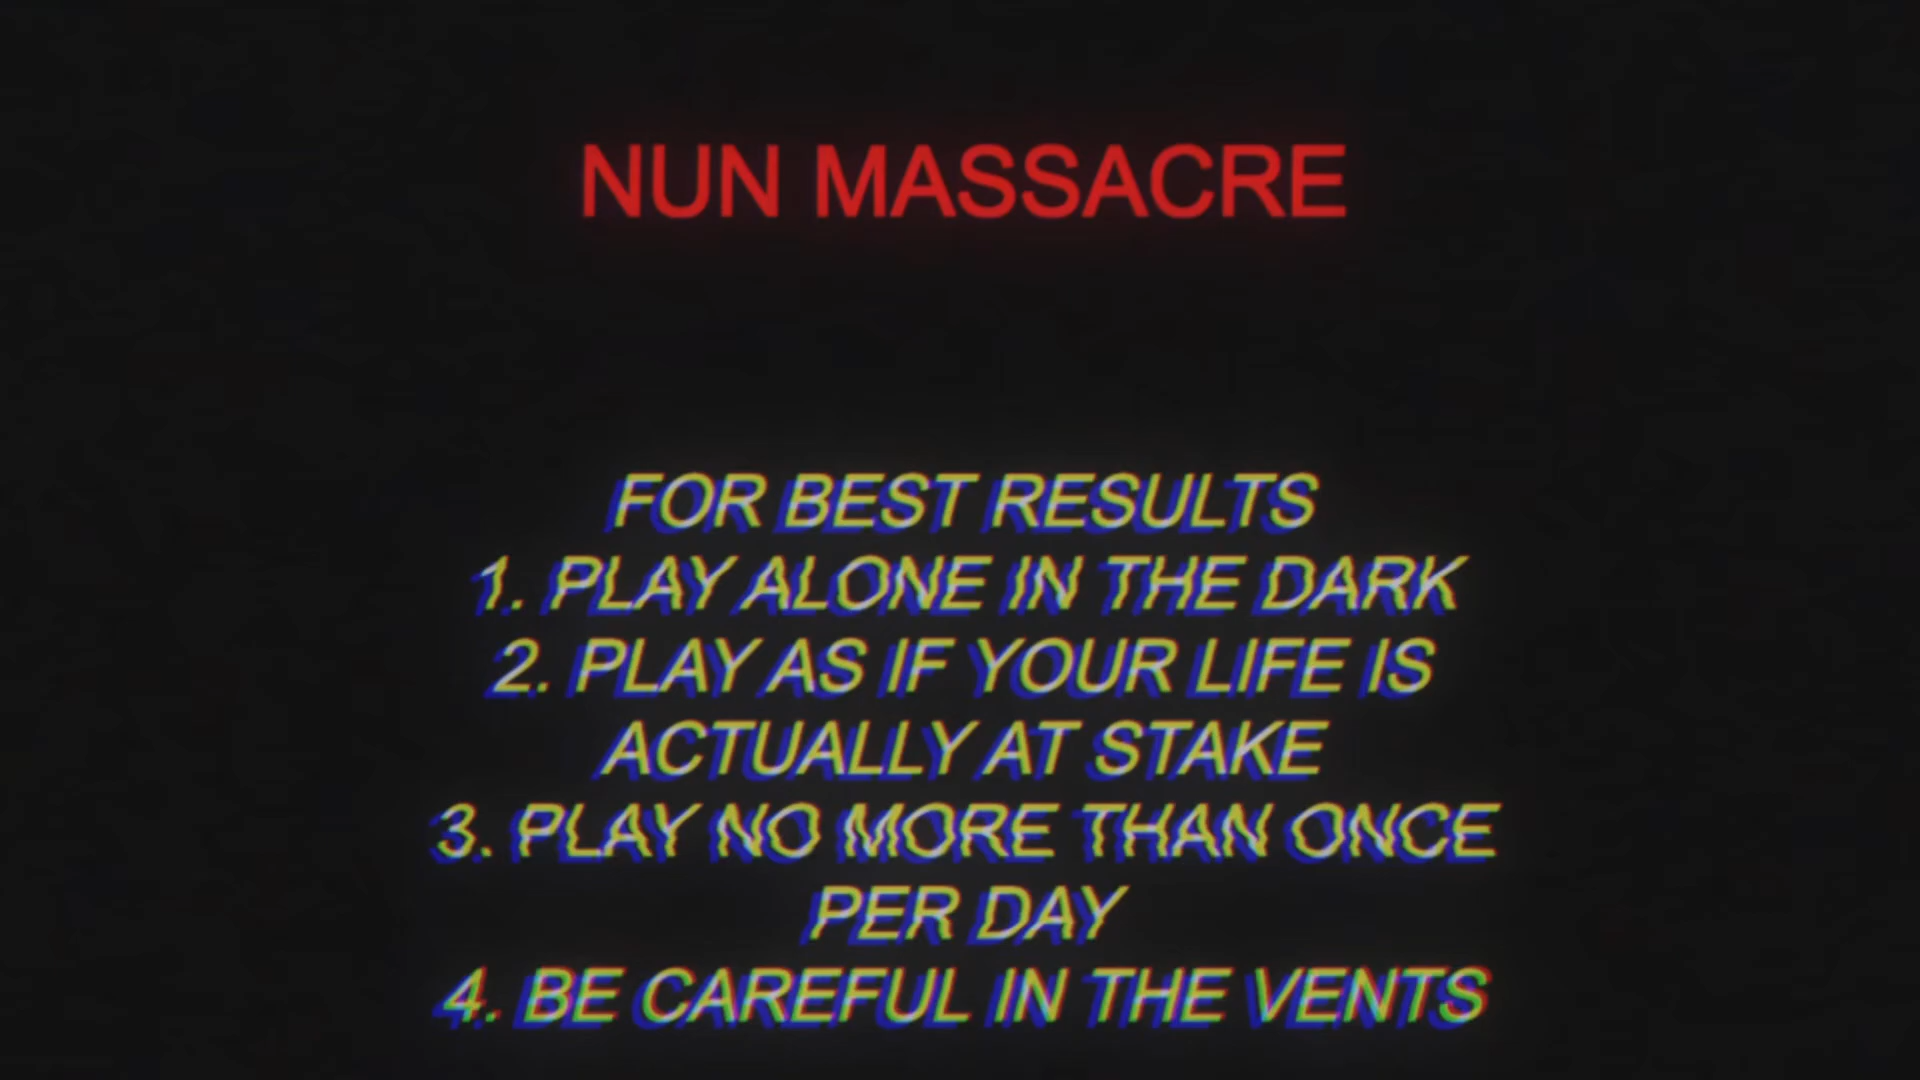 NUN MASSACRE
FOR BEST RESULTS
1. PLAY ALONE IN THE DARK
2. PLAY AS IF YOUR LIFE IS
ACTUALLY AT STAKE
3. PLAY NO MORE THAN ONCE
PER DAY
4. BE CAREFUL IN THE VENTS